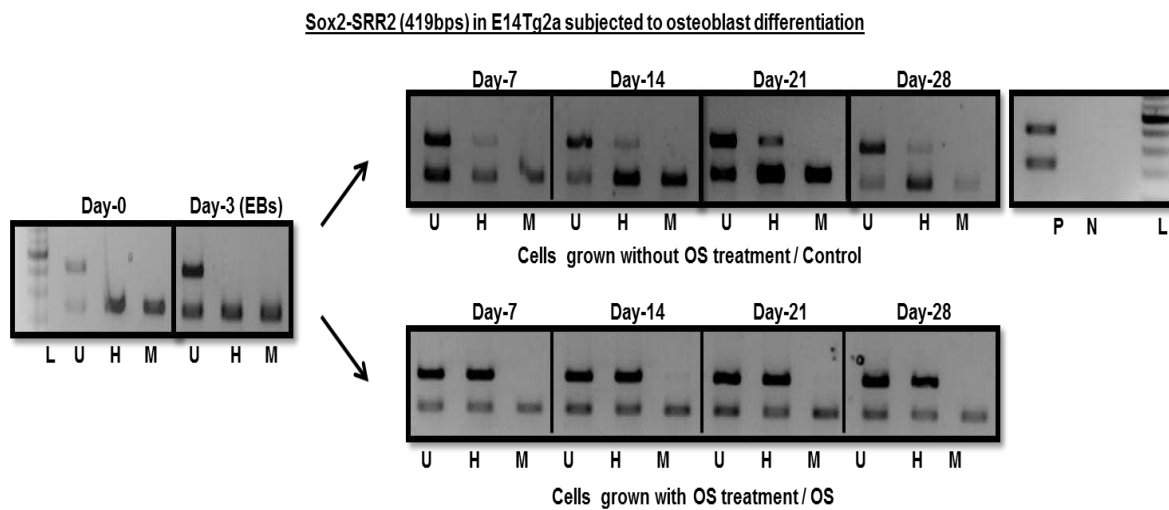 Sox2-SRR2 (419bps) in E14Tg2a subjected to osteoblast differentiation
Day-7 Day-14 Day-21 Day-28
U H M U H M U H M U H M P N L
Cells grown without OS treatment / Control
Day-0 Day-3 (EBs)
L U H M U H M
Day-7 Day-14 Day-21 Day-28
U H M U H M U H M U H M
Cells grown with OS treatment / OS